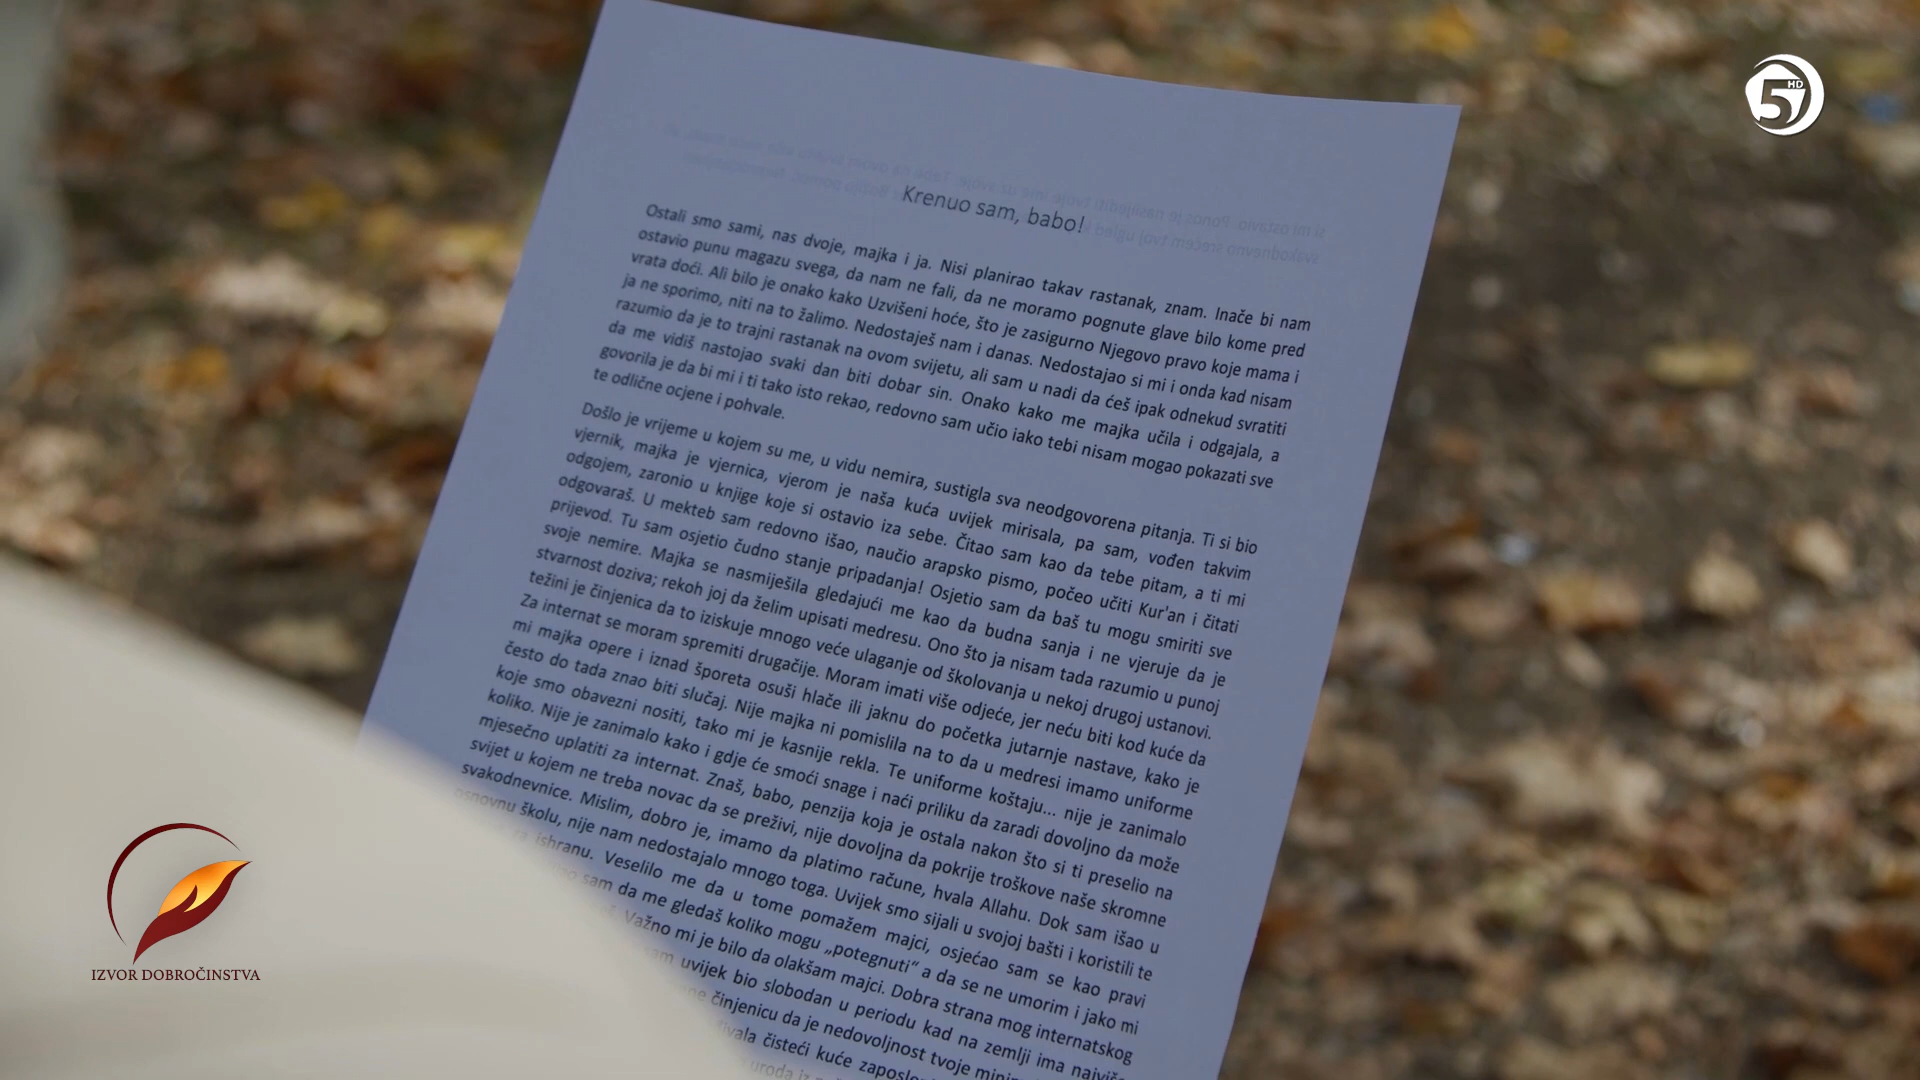 5 HD
Krenuo sam, babo!
Ostali smo sami, nas dvoje, majka i ja. Nisi planirao takav rastanak, znam. Inače bi nam
ostavio punu magazu svega, da nam ne fali, da ne moramo pognute glave bilo kome pred
vrata doći. Ali bilo je onako kako Uzvišeni hoće, što je zasigurno Njegovo pravo koje mama i
ja ne sporimo, niti na to žalimo. Nedostaješ nam i danas. Nedostajao si mi i onda kad nisam
razumio da je to trajni rastanak na ovom svijetu, ali sam u nadi da ćeš ipak odnekud svratiti
da me vidiš nastojao svaki dan biti dobar sin. Onako kako me majka učila i odgajala, a
govorila je da bi mi i ti tako isto rekao, redovno sam učio iako tebi nisam mogao pokazati sve
te odlične ocjene i pohvale.
Došlo je vrijeme u kojem su me, u vidu nemira, sustigla sva neodgovorena pitanja. Ti si bio
vjernik, majka je vjernica, vjerom je naša kuća uvijek mirisala, pa sam, vođen takvim
odgojem, zaronio u knjige koje si ostavio iza sebe. Čitao sam kao da tebe pitam, a ti mi
odgovaraš. U mekteb sam redovno išao, naučio arapsko pismo, počeo učiti Kur'an i čitati
prijevod. Tu sam osjetio čudno stanje pripadanja! Osjetio sam da baš tu mogu smiriti sve
svoje nemire. Majka se nasmiješila gledajući me kao da budna sanja i ne vjeruje da je
stvarnost doziva; rekoh joj da želim upisati medresu. Ono što ja nisam tada razumio u punoj
težini je činjenica da to iziskuje mnogo veće ulaganje od školovanja u nekoj drugoj ustanovi.
Za internat se moram spremiti drugačije. Moram imati više odjeće, jer neću biti kod kuće da
mi majka opere i iznad šporeta osuši hlače ili jaknu do početka jutarnje nastave, kako je
često do tada znao biti slučaj. Nije majka ni pomislila na to da u medresi imamo uniforme
koje smo obavezni nositi, tako mi je kasnije rekla. Te uniforme koštaju... nije je zanimalo
koliko. Nije je zanimalo kako i gdje će smoći snage i naći priliku da zaradi dovoljno da može
mjesečno uplatiti za internat. Znaš, babo, penzija koja je ostala nakon što si ti preselio na
svijet u kojem ne treba novac da se preživi, nije dovoljna da pokrije troškove naše skromne
svakodnevnice. Mislim, dobro je, imamo da platimo račune, hvala Allahu. Dok sam išao u
osnovnu školu, nije nam nedostajalo mnogo toga. Uvijek smo sijali u svojoj bašti i koristili te
za ishranu. Veselilo me da u tome pomažem majci, osjećao sam se kao pravi
sam da me gledaš koliko mogu „potegnuti“ a da se ne umorim i jako mi
Važno mi je bilo da olakšam majci. Dobra strana mog internatskog
uvijek bio slobodan u periodu kad na zemlji ima najviše
činjenicu da je nedovoljnost tvoje
čisteći kuće
IZVOR DOBROČINSTVA